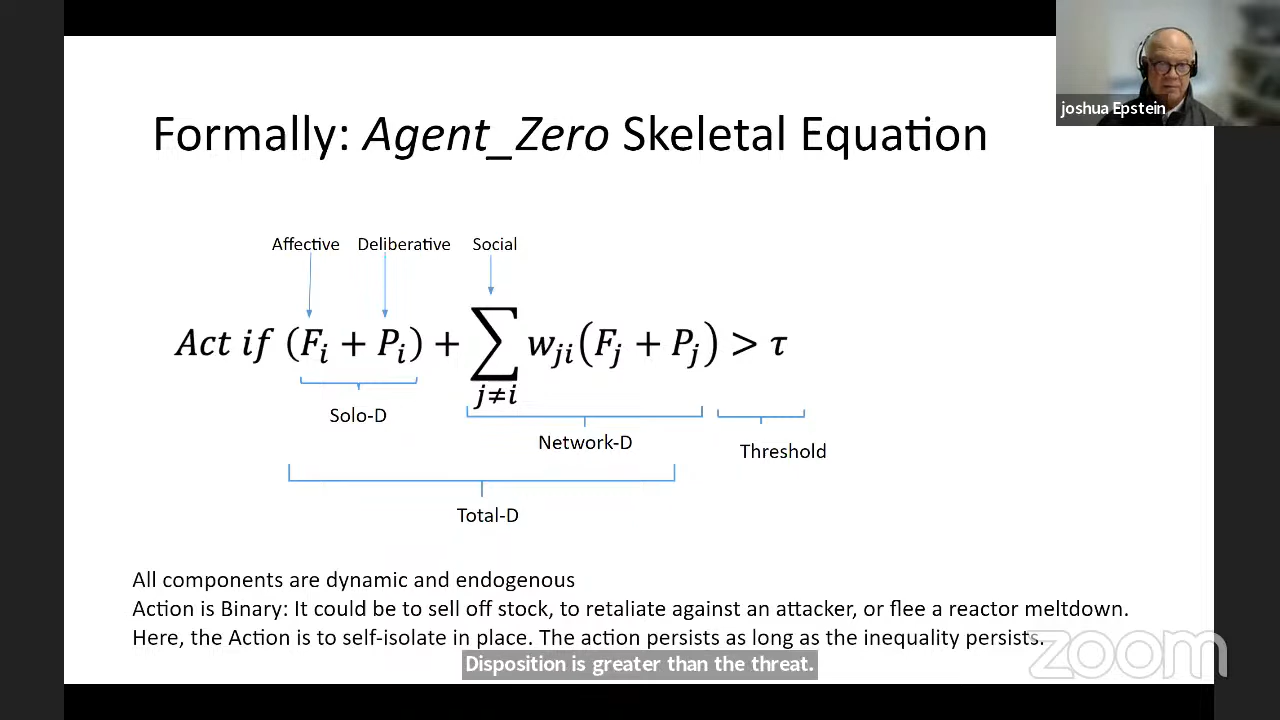 joshua Epstein
Formally: Agent_Zero Skeletal Equation
Affective Deliberative Social
Act if (Fᵢ + Pᵢ) + ∑ wⱼᵢ(Fⱼ + Pⱼ) > τ
j≠i
Solo-D
Network-D
Threshold
Total-D
All components are dynamic and endogenous
Action is Binary: It could be to sell off stock, to retaliate against an attacker, or flee a reactor meltdown.
Here, the Action is to self-isolate in place. The action persists as long as the inequality persists.
zoom
Disposition is greater than the threat.